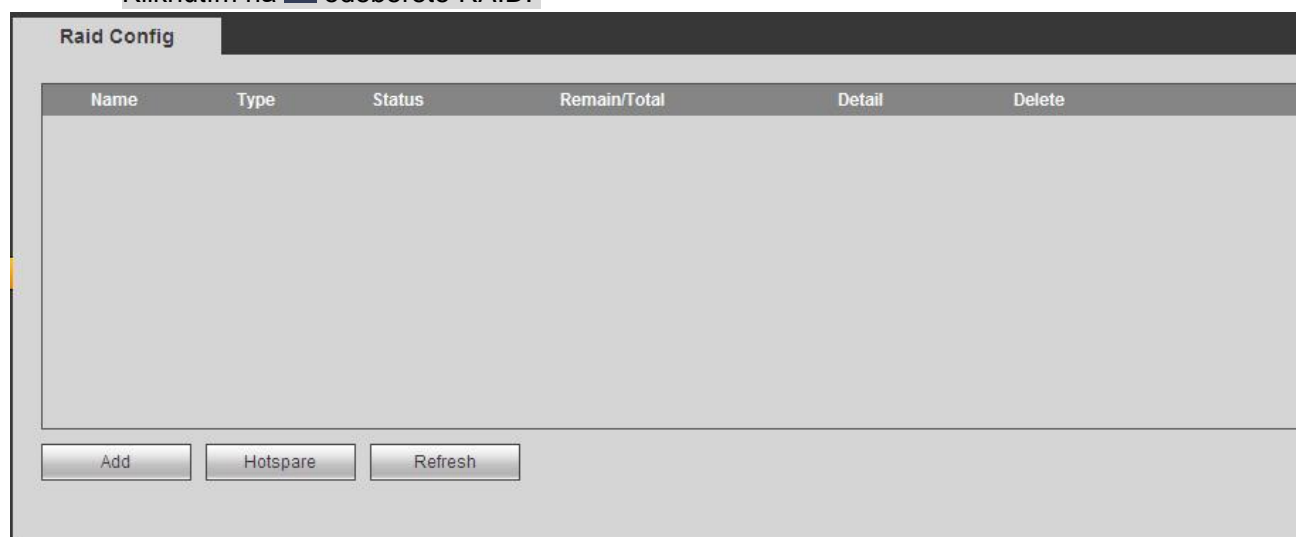 Kliknutím na odeberete RAID.
Raid Config
Name Type Status Remain/Total Detail Delete
Add Hotspare Refresh